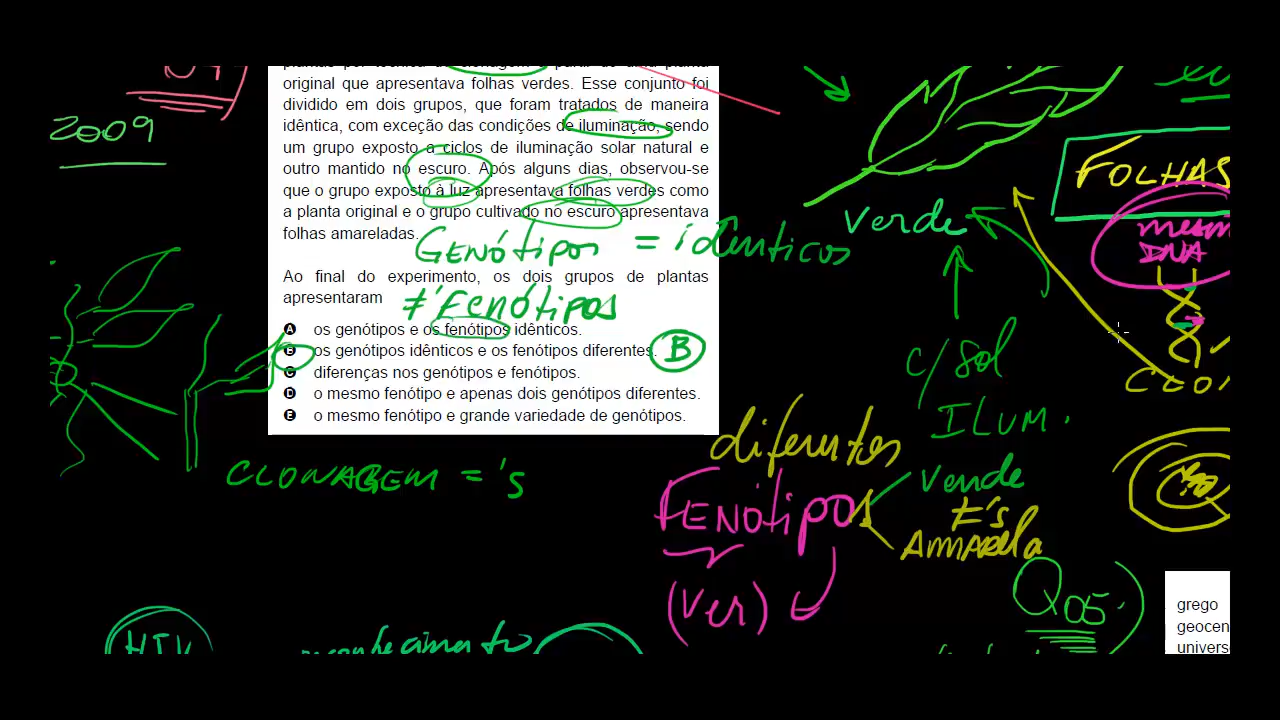 2009
original que apresentava folhas verdes. Esse conjunto foi
dividido em dois grupos, que foram tratados de maneira
idêntica, com exceção das condições de iluminação, sendo
um grupo exposto a ciclos de iluminação solar natural e
outro mantido no escuro. Após alguns dias, observou-se
que o grupo exposto à luz apresentava folhas verdes como
a planta original e o grupo cultivado no escuro apresentava
folhas amareladas.
GENÓtipos = idênticos
Ao final do experimento, os dois grupos de plantas
apresentaram
≠ FENÓtipos
A os genótipos e os fenótipos idênticos.
B os genótipos idênticos e os fenótipos diferentes. B
C diferenças nos genótipos e fenótipos.
D o mesmo fenótipo e apenas dois genótipos diferentes.
E o mesmo fenótipo e grande variedade de genótipos.
CLONAGEM = 's
FOLHAS
Verde
DNA
c/ Sol
ILUM.
diferentes
FENÓtipos
Verde
≠'s
Amarela
(Ver)
Q05.
HIV
grego
geocen
univers